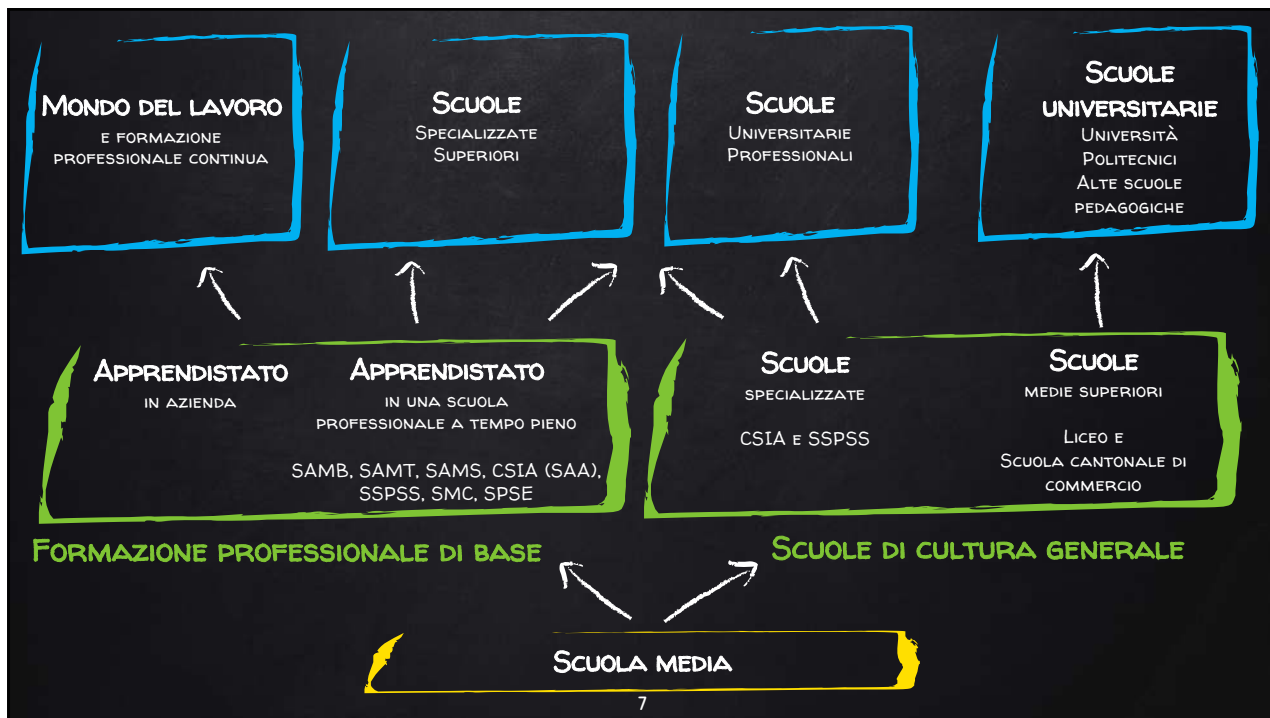 Mondo del lavoro
e formazione
professionale continua
Scuole
Specializzate
Superiori
Scuole
Universitarie
Professionali
Scuole
universitarie
Università
Politecnici
Alte scuole
pedagogiche
Apprendistato
in azienda
Apprendistato
in una scuola
professionale a tempo pieno
SAMB, SAMT, SAMS, CSIA (SAA),
SSPSS, SMC, SPSE
Scuole
specializzate
CSIA e SSPSS
Scuole
medie superiori
Liceo e
Scuola cantonale di
commercio
Formazione professionale di base
Scuole di cultura generale
Scuola media
7